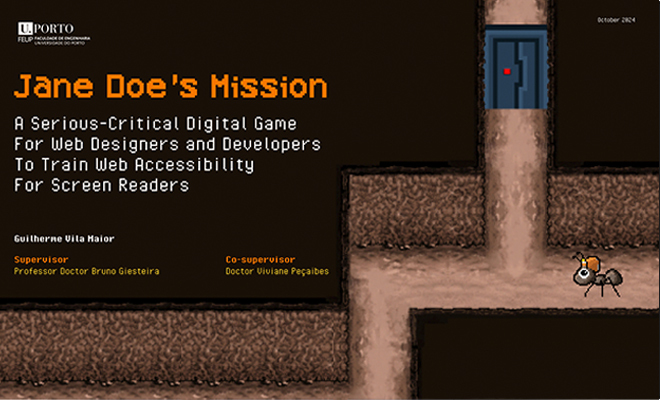 U.PORTO
FEUP FACULDADE DE ENGENHARIA
UNIVERSIDADE DO PORTO
October 2024
Jane Doe's Mission
A Serious-Critical Digital Game
For Web Designers and Developers
To Train Web Accessibility
For Screen Readers
Guilherme Vila Maior
Supervisor
Professor Doctor Bruno Giesteira
Co-supervisor
Doctor Viviane Peçaibes